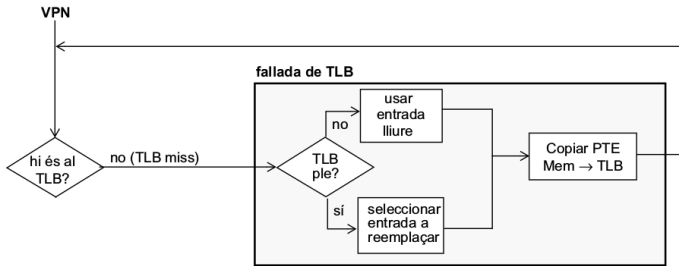 VPN
fallada de TLB
usar
entrada
lliure
no
hi és al
TLB?
no (TLB miss)
TLB
ple?
Copiar PTE
Mem → TLB
sí
seleccionar
entrada a
reemplaçar